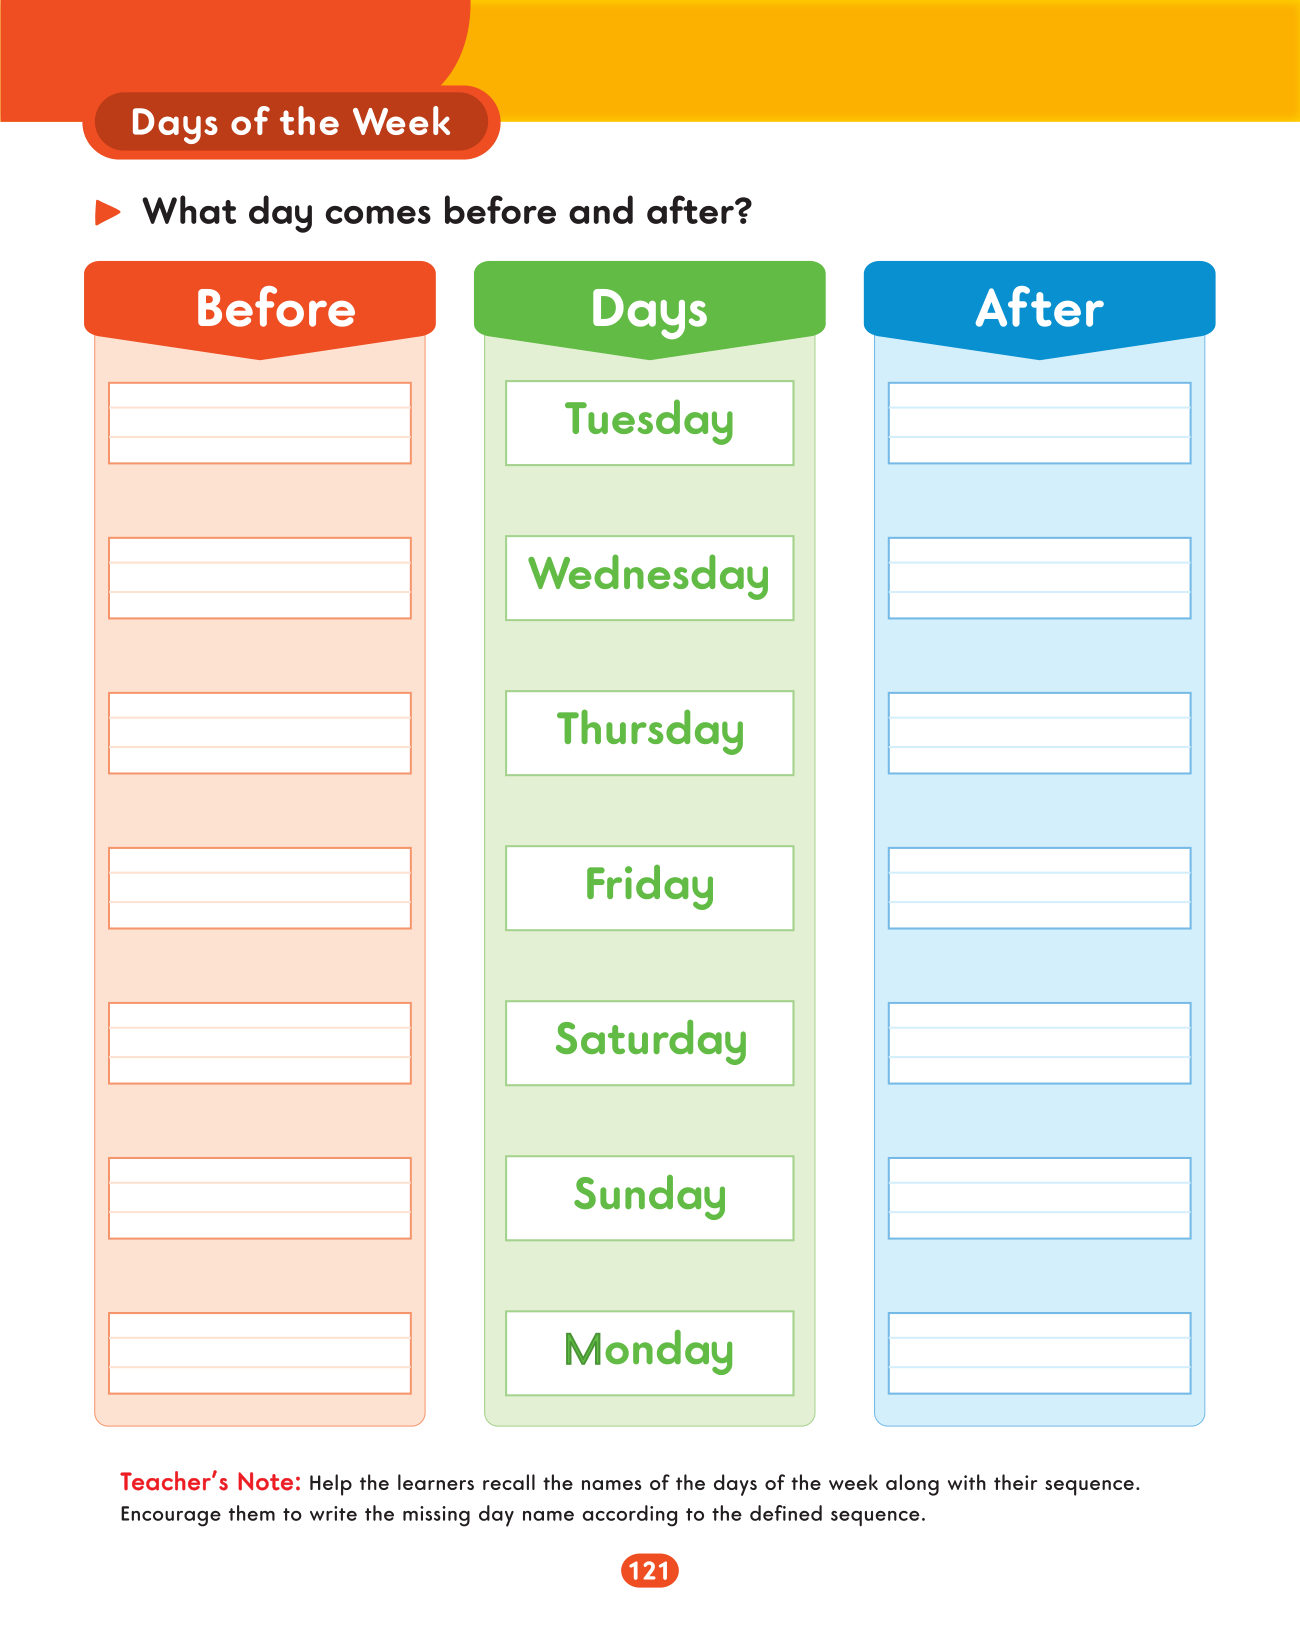 Days of the Week
What day comes before and after?
Before
Days
After
Tuesday
Wednesday
Thursday
Friday
Saturday
Sunday
Monday
Teacher's Note: Help the learners recall the names of the days of the week along with their sequence.
Encourage them to write the missing day name according to the defined sequence.
121